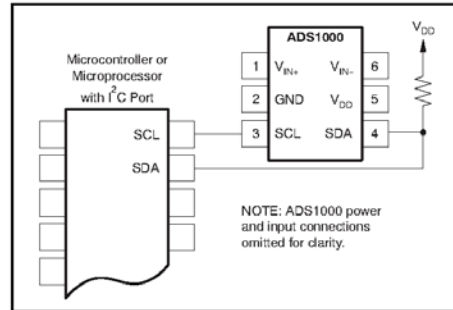 ADS1000
V_DD
Microcontroller or
Microprocessor
with I²C Port
1 V_IN+ V_IN– 6
2 GND V_DD 5
SCL 3 SCL SDA 4
SDA
NOTE: ADS1000 power
and input connections
omitted for clarity.